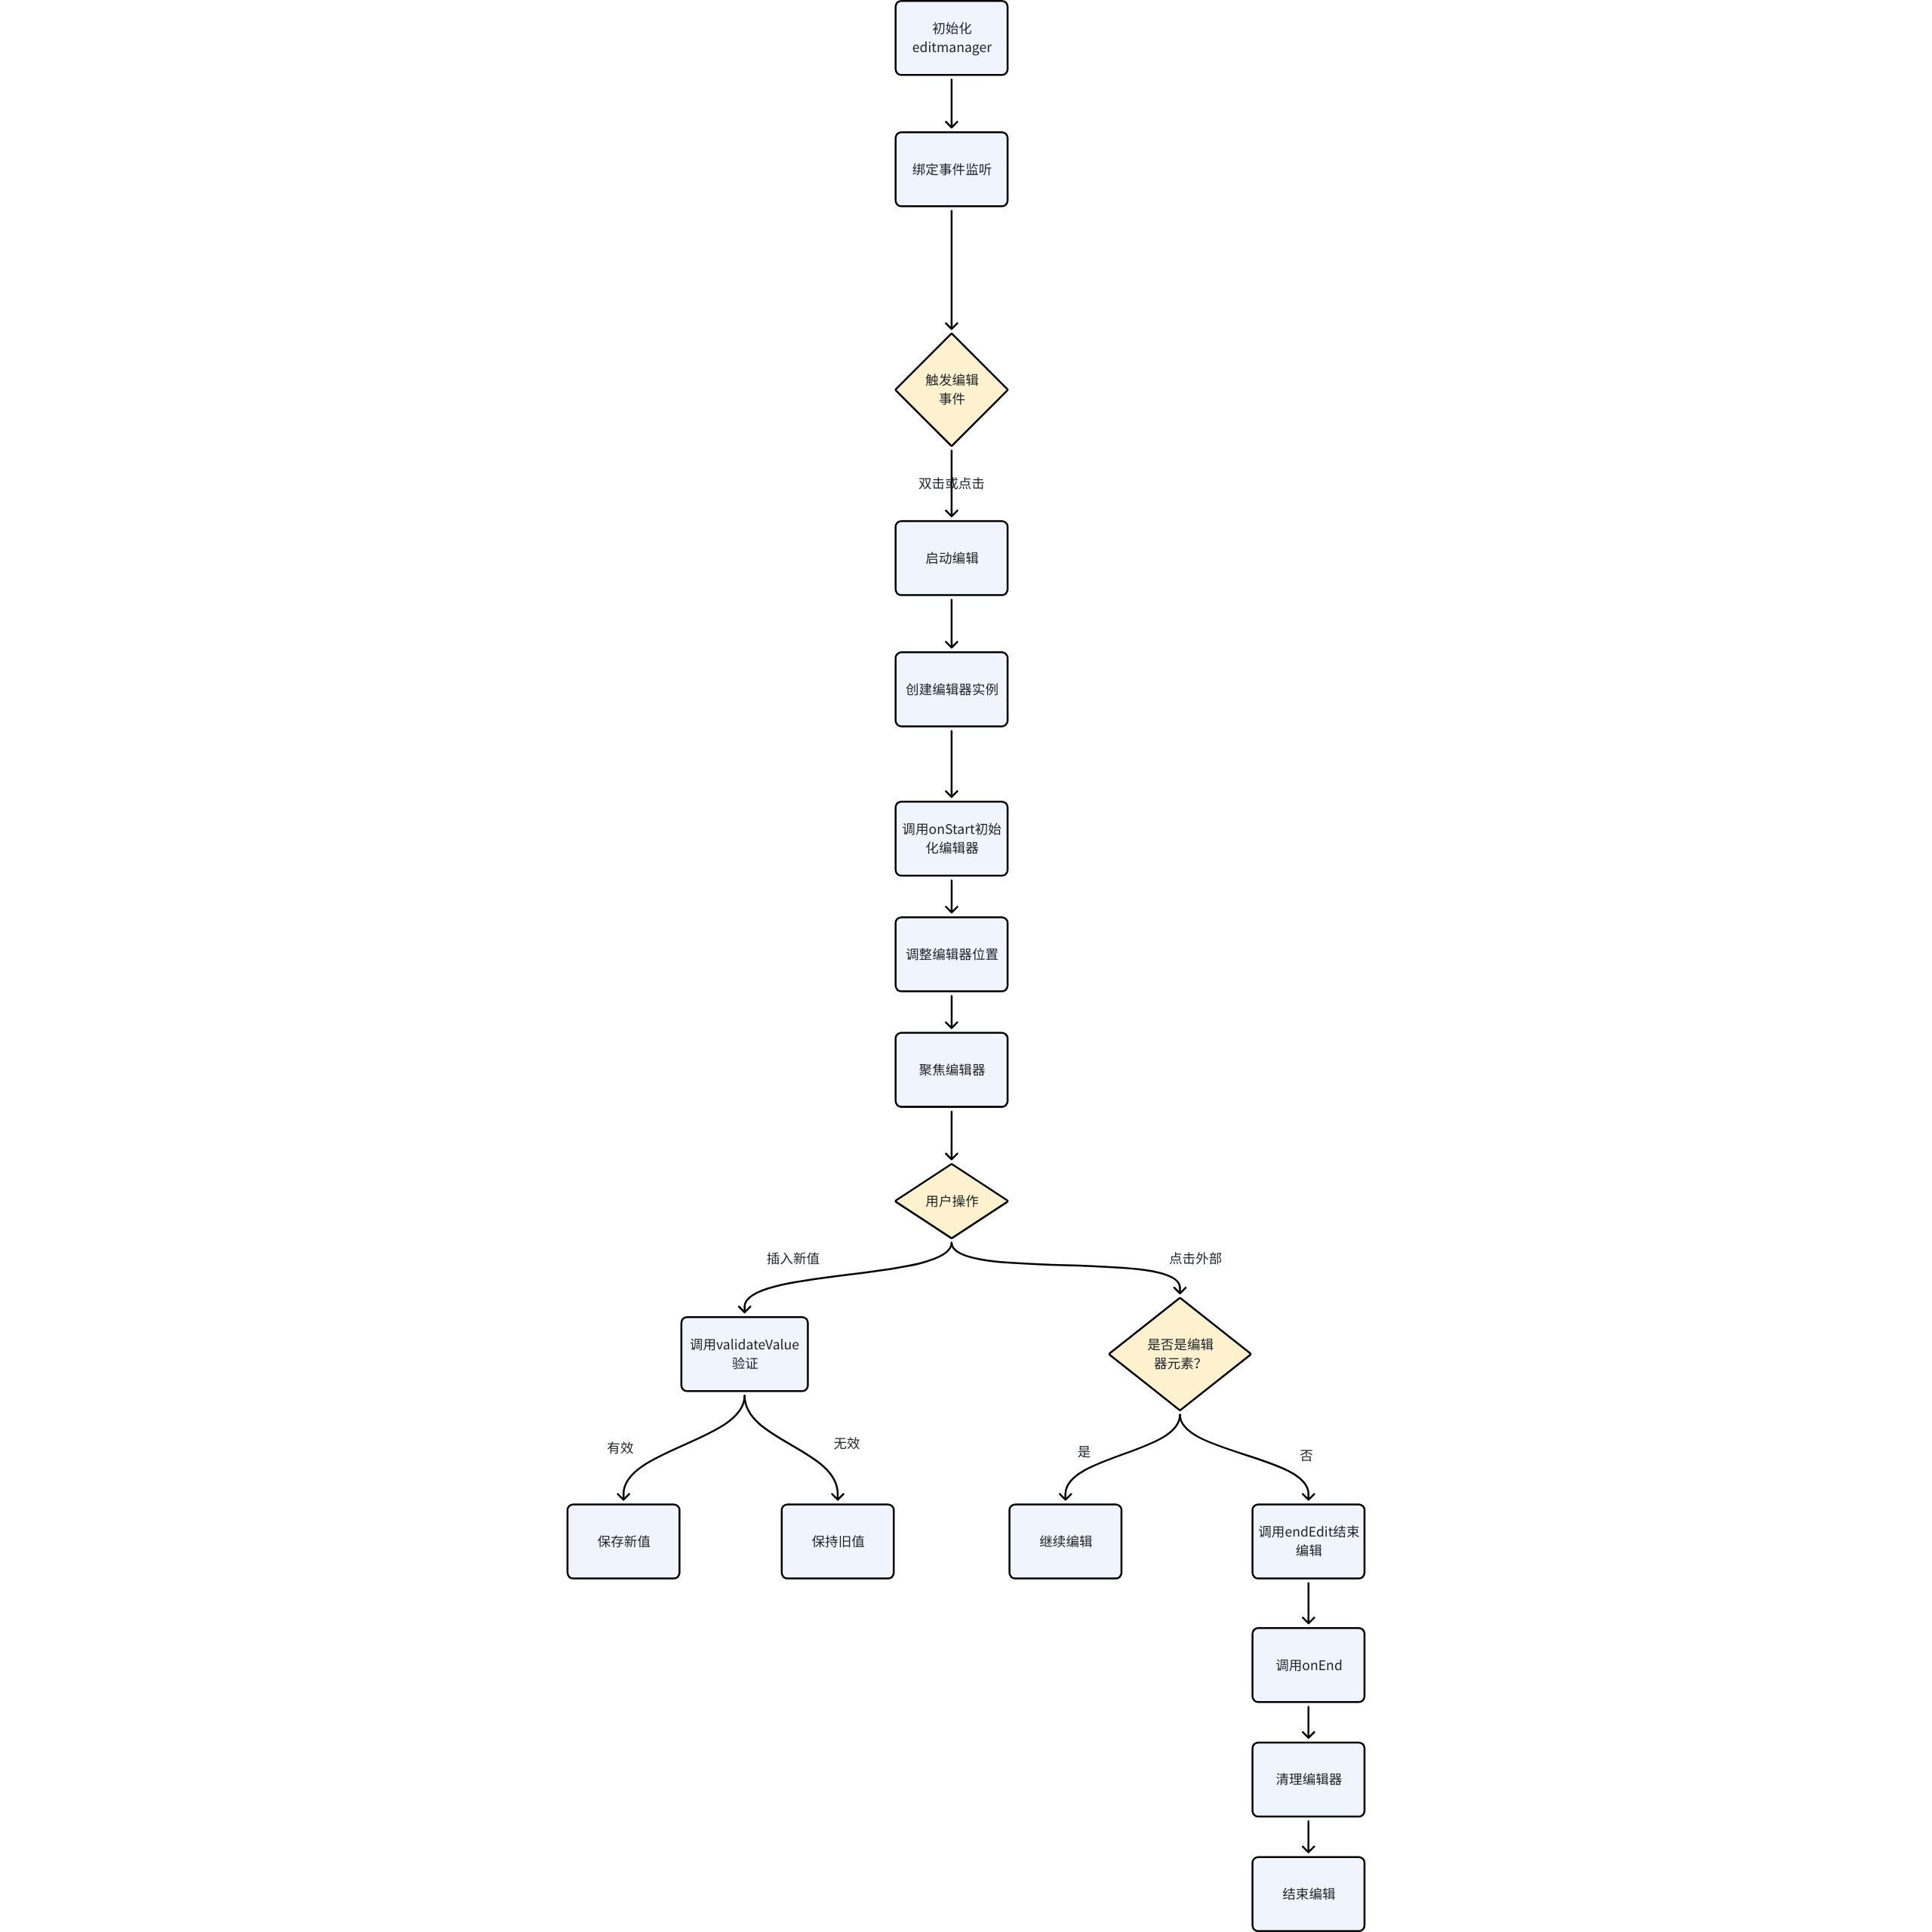 初始化
editmanager
绑定事件监听
触发编辑
事件
双击或点击
启动编辑
创建编辑器实例
调用onStart初始
化编辑器
调整编辑器位置
聚焦编辑器
用户操作
插入新值
点击外部
调用validateValue
验证
是否是编辑
器元素?
有效
无效
是
否
保存新值
保持旧值
继续编辑
调用endEdit结束
编辑
调用onEnd
清理编辑器
结束编辑